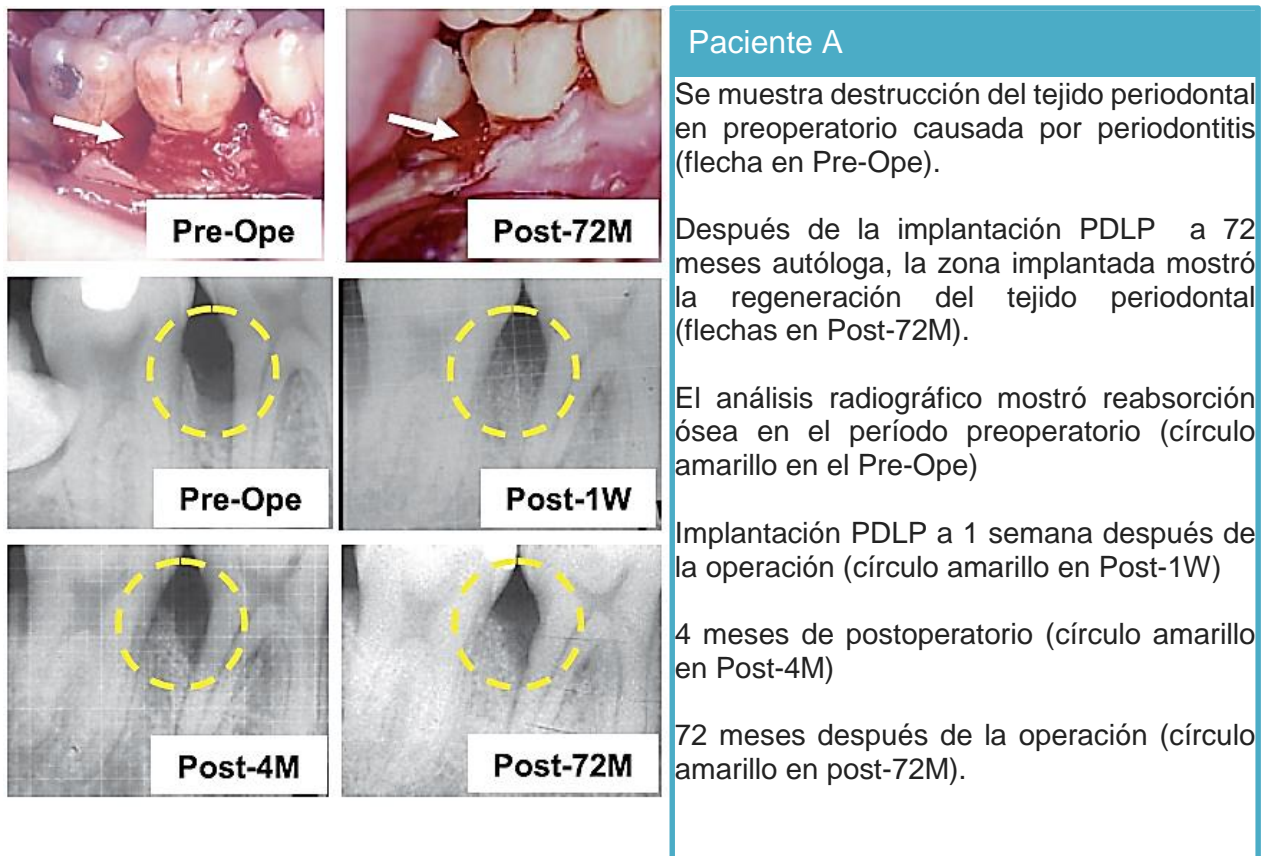 Pre-Ope
Post-72M
Pre-Ope
Post-1W
Post-4M
Post-72M
Paciente A
Se muestra destrucción del tejido periodontal
en preoperatorio causada por periodontitis
(flecha en Pre-Ope).
Después de la implantación PDLP a 72
meses autóloga, la zona implantada mostró
la regeneración del tejido periodontal
(flechas en Post-72M).
El análisis radiográfico mostró reabsorción
ósea en el período preoperatorio (círculo
amarillo en el Pre-Ope)
Implantación PDLP a 1 semana después de
la operación (círculo amarillo en Post-1W)
4 meses de postoperatorio (círculo amarillo
en Post-4M)
72 meses después de la operación (círculo
amarillo en post-72M).